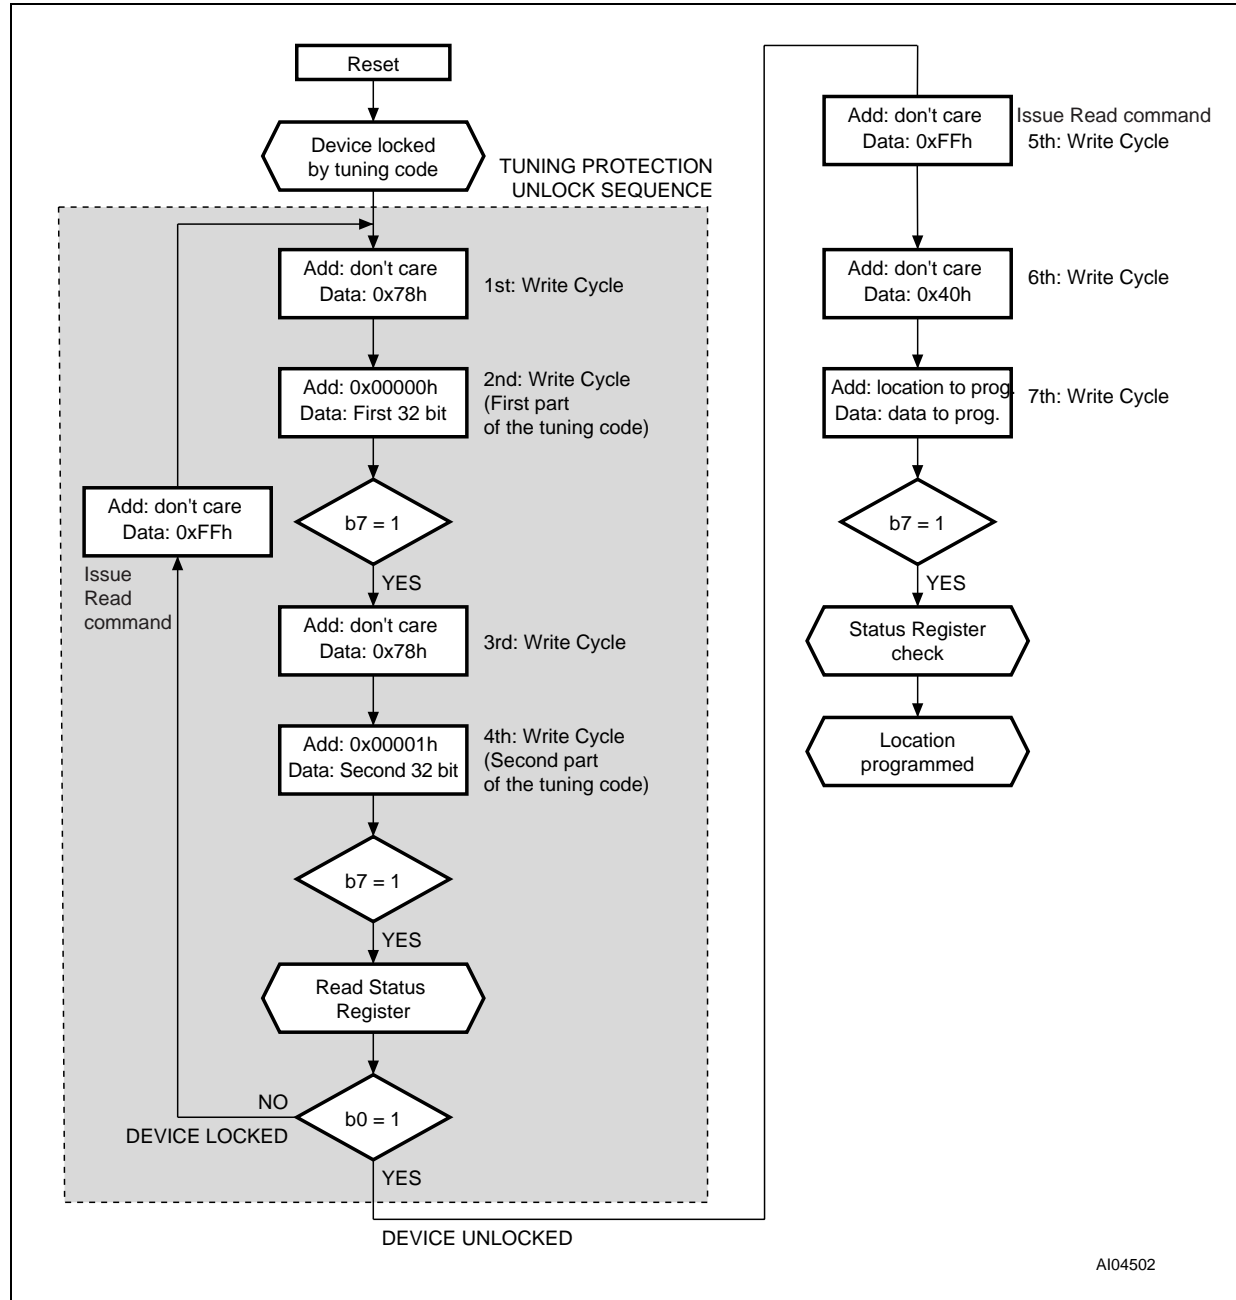 Reset
Device locked
by tuning code
TUNING PROTECTION
UNLOCK SEQUENCE
Add: don't care
Data: 0x78h
1st: Write Cycle
Add: 0x00000h
Data: First 32 bit
2nd: Write Cycle
(First part
of the tuning code)
b7 = 1
YES
Add: don't care
Data: 0xFFh
Issue
Read
command
Add: don't care
Data: 0x78h
3rd: Write Cycle
Add: 0x00001h
Data: Second 32 bit
4th: Write Cycle
(Second part
of the tuning code)
b7 = 1
YES
Read Status
Register
b0 = 1
NO
DEVICE LOCKED
YES
DEVICE UNLOCKED
Add: don't care
Data: 0xFFh
Issue Read command
5th: Write Cycle
Add: don't care
Data: 0x40h
6th: Write Cycle
Add: location to prog.
Data: data to prog.
7th: Write Cycle
b7 = 1
YES
Status Register
check
Location
programmed
AI04502